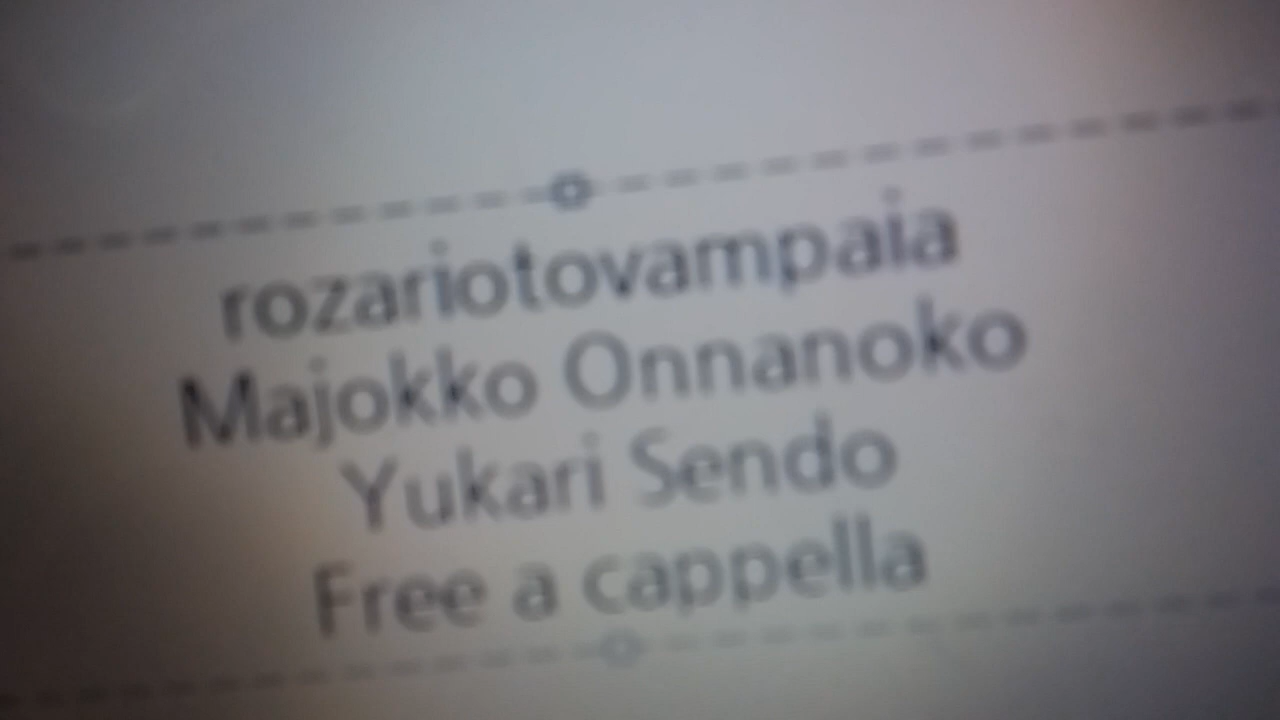 rozariotovampaia
Majokko Onnanoko
Yukari Sendo
Free a cappella